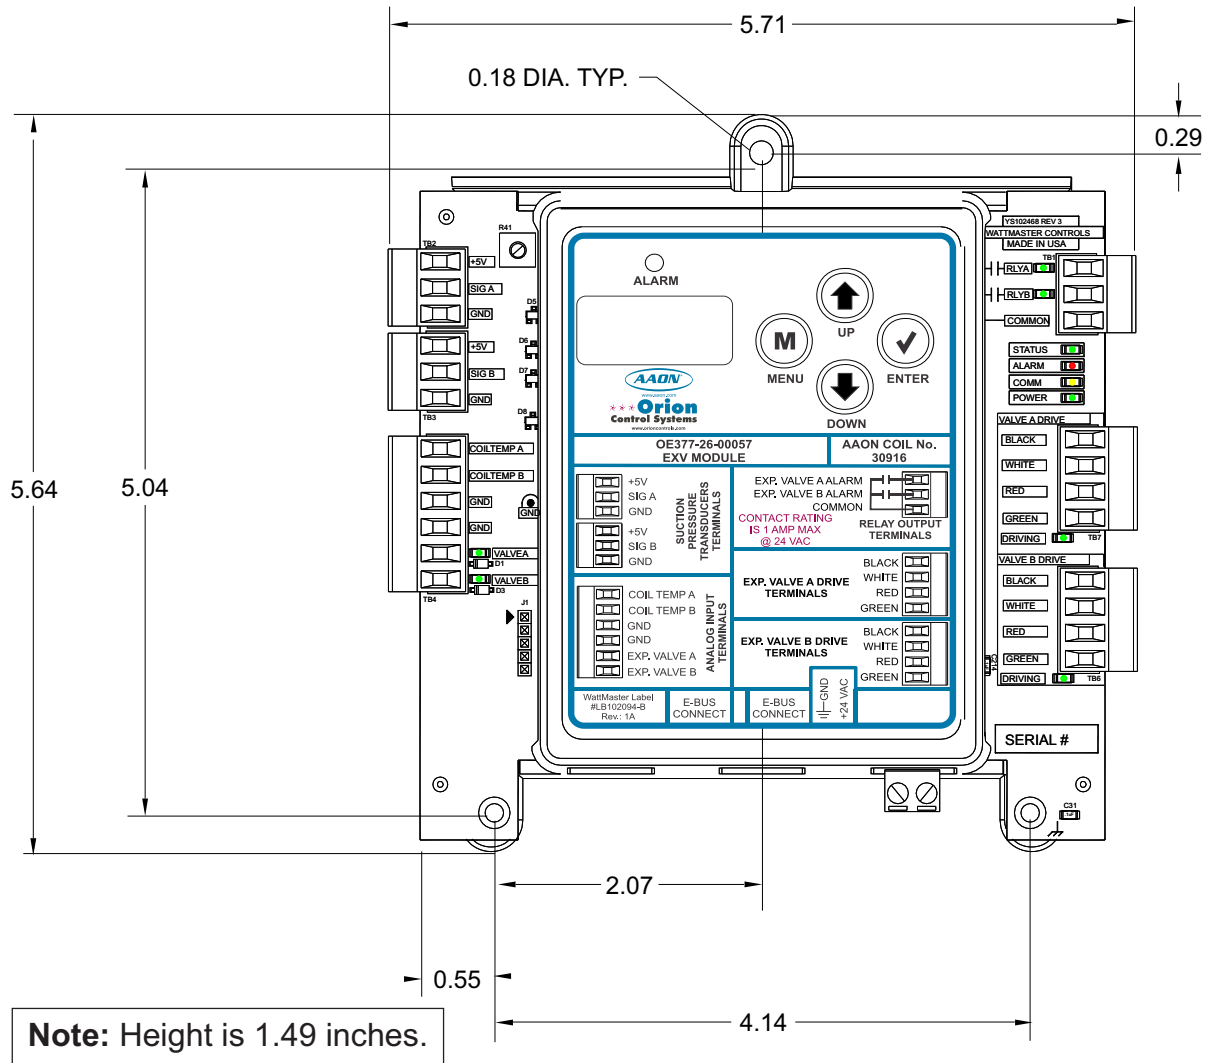 5.71
0.18 DIA. TYP.
0.29
5.64
5.04
YS102468 REV 3
WATTMASTER CONTROLS
MADE IN USA
TB1
RLYA
RLYB
COMMON
STATUS
ALARM
COMM
POWER
VALVE A DRIVE
BLACK
WHITE
RED
GREEN
DRIVING
TB7
VALVE B DRIVE
BLACK
WHITE
RED
GREEN
DRIVING
TB6
C214
SERIAL #
C31
.1uF
TB2
+5V
SIG A
GND
+5V
SIG B
GND
TB3
COILTEMP A
COILTEMP B
GND
GND
VALVEA
D1
VALVEB
D3
TB4
R41
D5
D6
D7
D8
GND
J1
ALARM
UP
M
MENU
ENTER
DOWN
AAON®
www.aaon.com
Orion
Control Systems
www.orioncontrols.com
OE377-26-00057
EXV MODULE
AAON COIL No.
30916
+5V
SIG A
GND
+5V
SIG B
GND
SUCTION
PRESSURE
TRANSDUCERS
TERMINALS
EXP. VALVE A ALARM
EXP. VALVE B ALARM
COMMON
CONTACT RATING
IS 1 AMP MAX
@ 24 VAC
RELAY OUTPUT
TERMINALS
COIL TEMP A
COIL TEMP B
GND
GND
EXP. VALVE A
EXP. VALVE B
ANALOG INPUT
TERMINALS
EXP. VALVE A DRIVE
TERMINALS
BLACK
WHITE
RED
GREEN
EXP. VALVE B DRIVE
TERMINALS
BLACK
WHITE
RED
GREEN
WattMaster Label
#LB102094-B
Rev.: 1A
E-BUS
CONNECT
E-BUS
CONNECT
GND
+24 VAC
2.07
0.55
4.14
Note: Height is 1.49 inches.